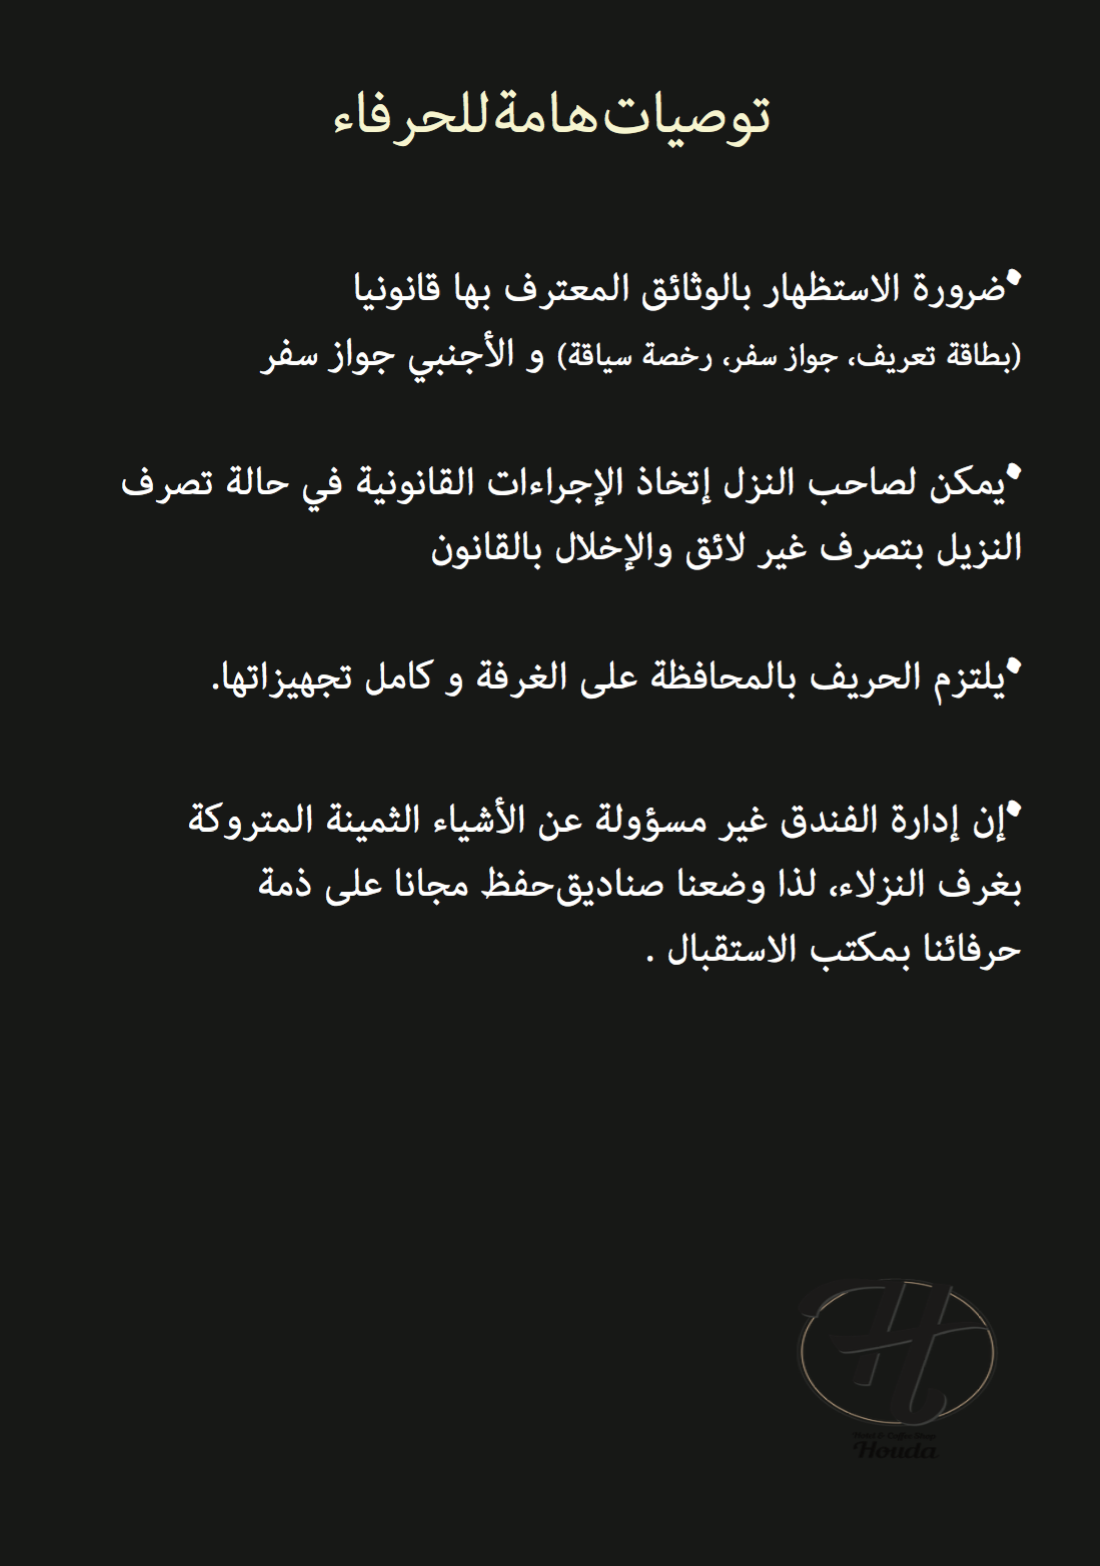 توصيات هامة للحرفاء
•ضرورة الاستظهار بالوثائق المعترف بها قانونيا
(بطاقة تعريف، جواز سفر، رخصة سياقة) و الأجنبي جواز سفر
•يمكن لصاحب النزل إتخاذ الإجراءات القانونية في حالة تصرف
النزيل بتصرف غير لائق والإخلال بالقانون
•يلتزم الحريف بالمحافظة على الغرفة و كامل تجهيزاتها.
•إن إدارة الفندق غير مسؤولة عن الأشياء الثمينة المتروكة
بغرف النزلاء، لذا وضعنا صناديق حفظ مجانا على ذمة
حرفائنا بمكتب الاستقبال .
H
Hotel & Coffee Shop
Houda